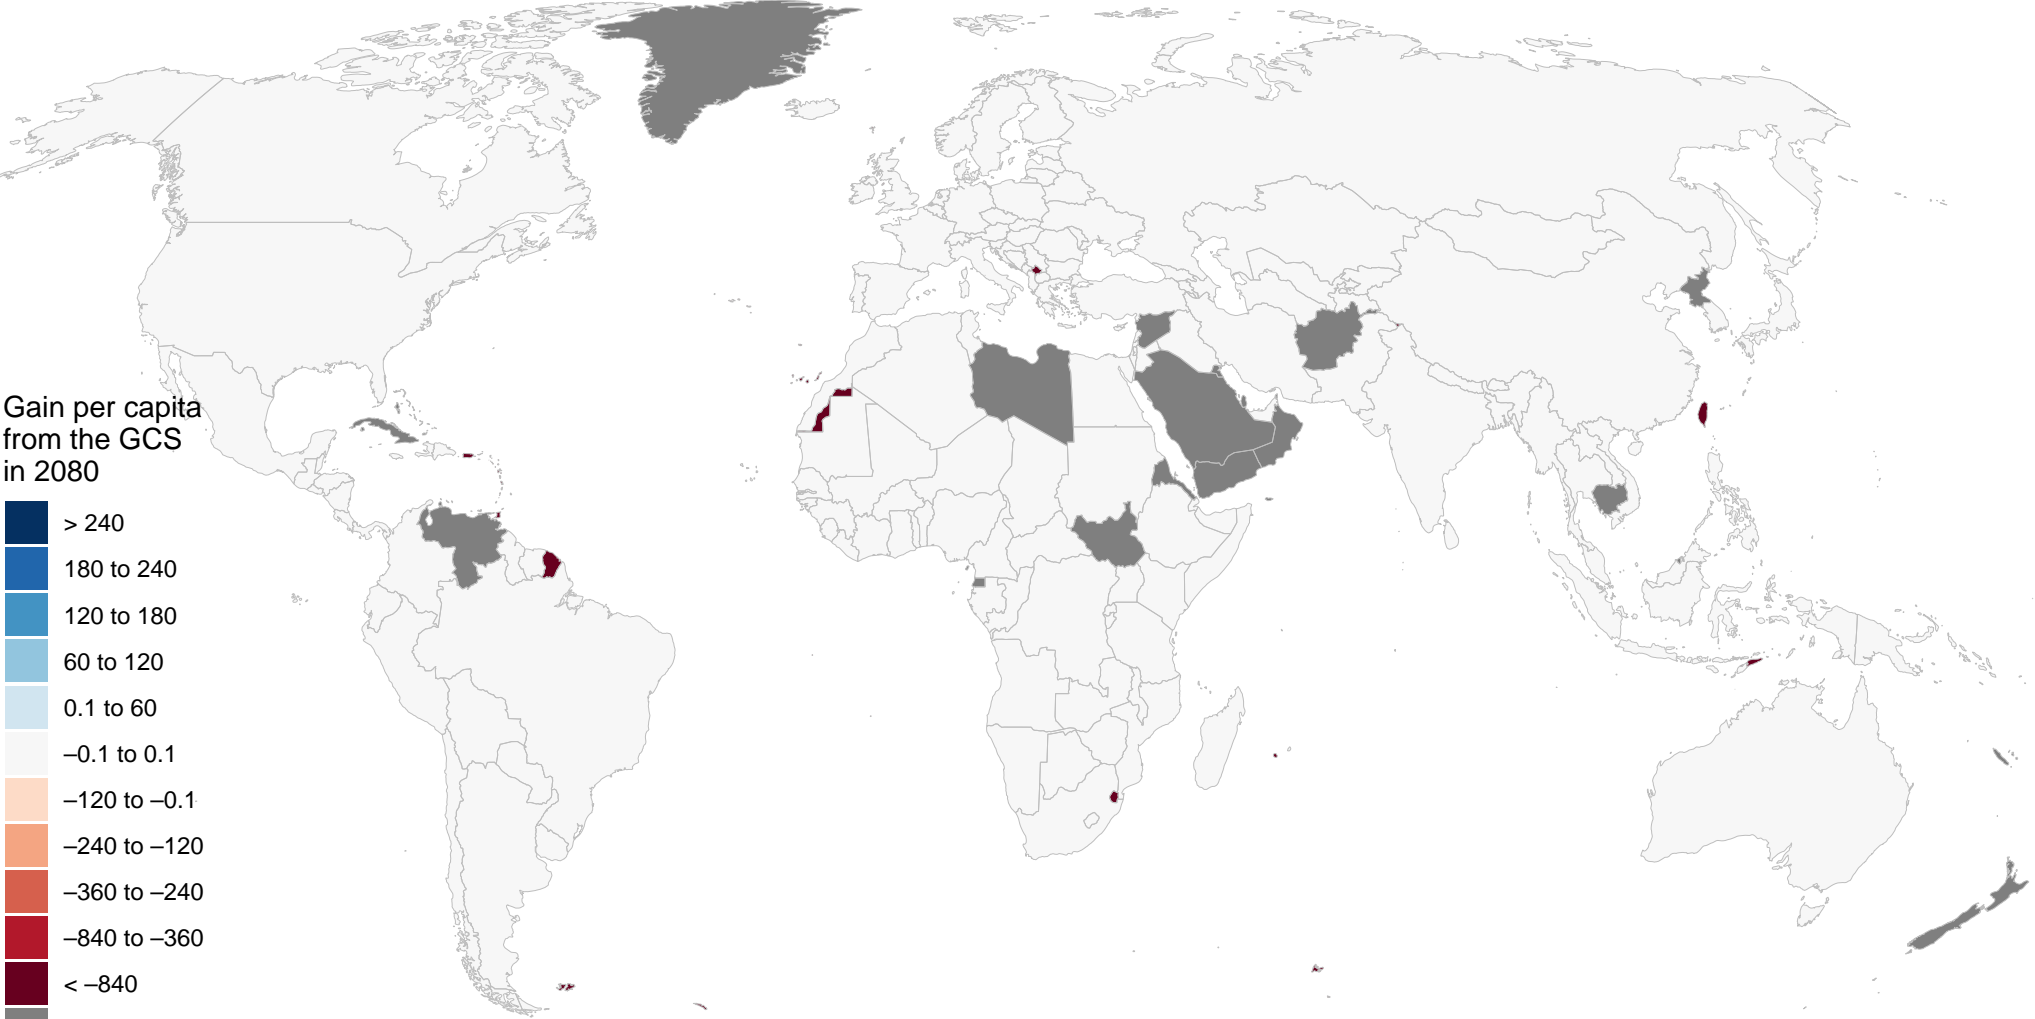 Gain per capita
from the GCS
in 2080
> 240
180 to 240
120 to 180
60 to 120
0.1 to 60
–0.1 to 0.1
–120 to –0.1
–240 to –120
–360 to –240
–840 to –360
< –840